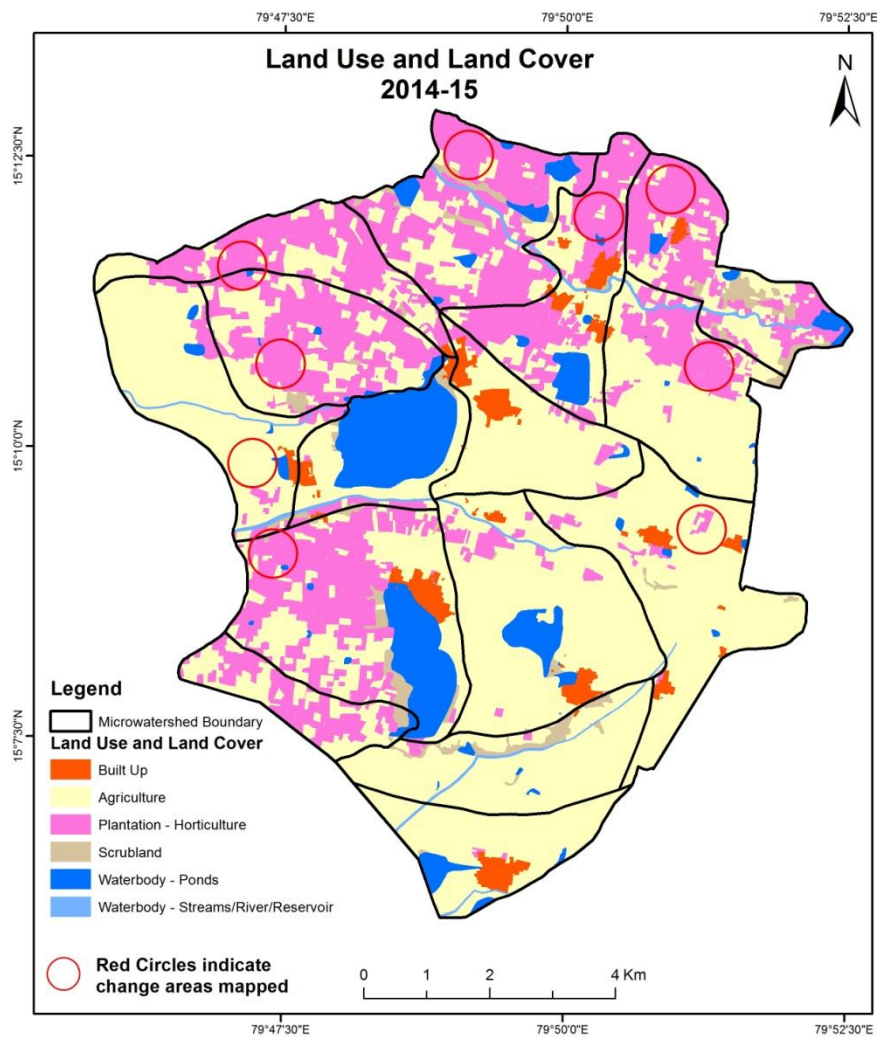 79°47'30"E 79°50'0"E 79°52'30"E
Land Use and Land Cover
2014-15
N
15°12'30"N
15°10'0"N
15°7'30"N
Legend
Microwatershed Boundary
Land Use and Land Cover
Built Up
Agriculture
Plantation - Horticulture
Scrubland
Waterbody - Ponds
Waterbody - Streams/River/Reservoir
Red Circles indicate
change areas mapped
0 1 2 4 Km
79°47'30"E 79°50'0"E 79°52'30"E